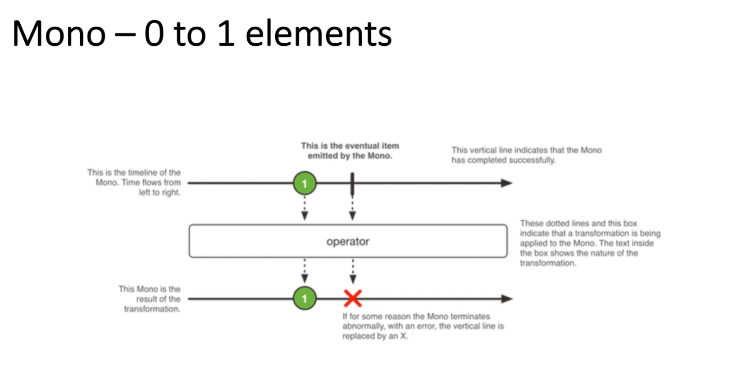 Mono – 0 to 1 elements
This is the eventual item
emitted by the Mono.
This vertical line indicates that the Mono
has completed successfully.
This is the timeline of the
Mono. Time flows from
left to right.
1
These dotted lines and this box
indicate that a transformation is being
applied to the Mono. The text inside
the box shows the nature of the
transformation.
operator
This Mono is the
result of the
transformation.
1
If for some reason the Mono terminates
abnormally, with an error, the vertical line is
replaced by an X.